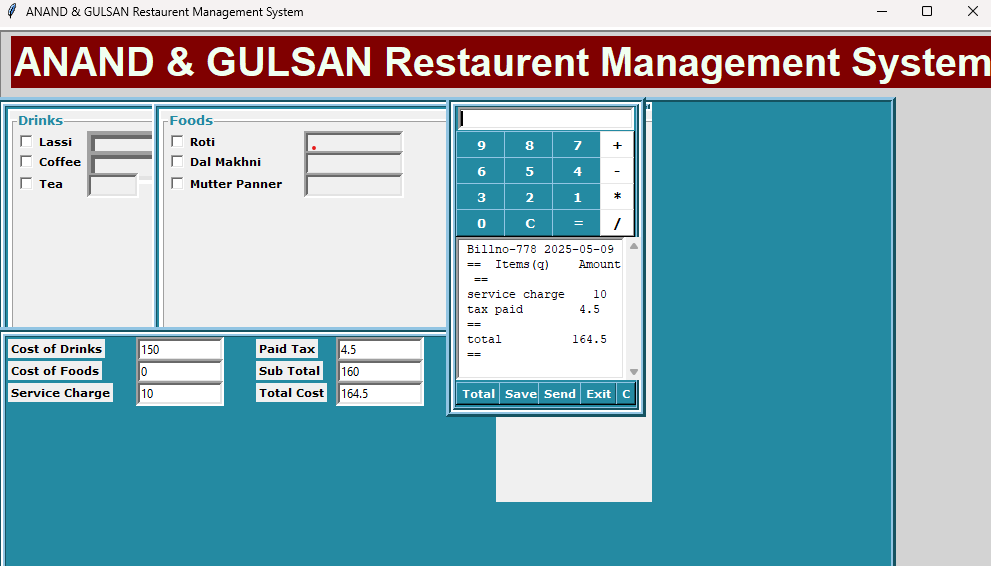 ANAND & GULSAN Restaurent Management System
ANAND & GULSAN Restaurent Management System
Drinks
Lassi
Coffee
Tea
Foods
Roti
Dal Makhni
Mutter Panner
9 8 7 +
6 5 4 -
3 2 1 *
0 C = /
Billno-778 2025-05-09
== Items(q) Amount
==
service charge 10
tax paid 4.5
==
total 164.5
==
Total Save Send Exit C
Cost of Drinks 150 Paid Tax 4.5
Cost of Foods 0 Sub Total 160
Service Charge 10 Total Cost 164.5